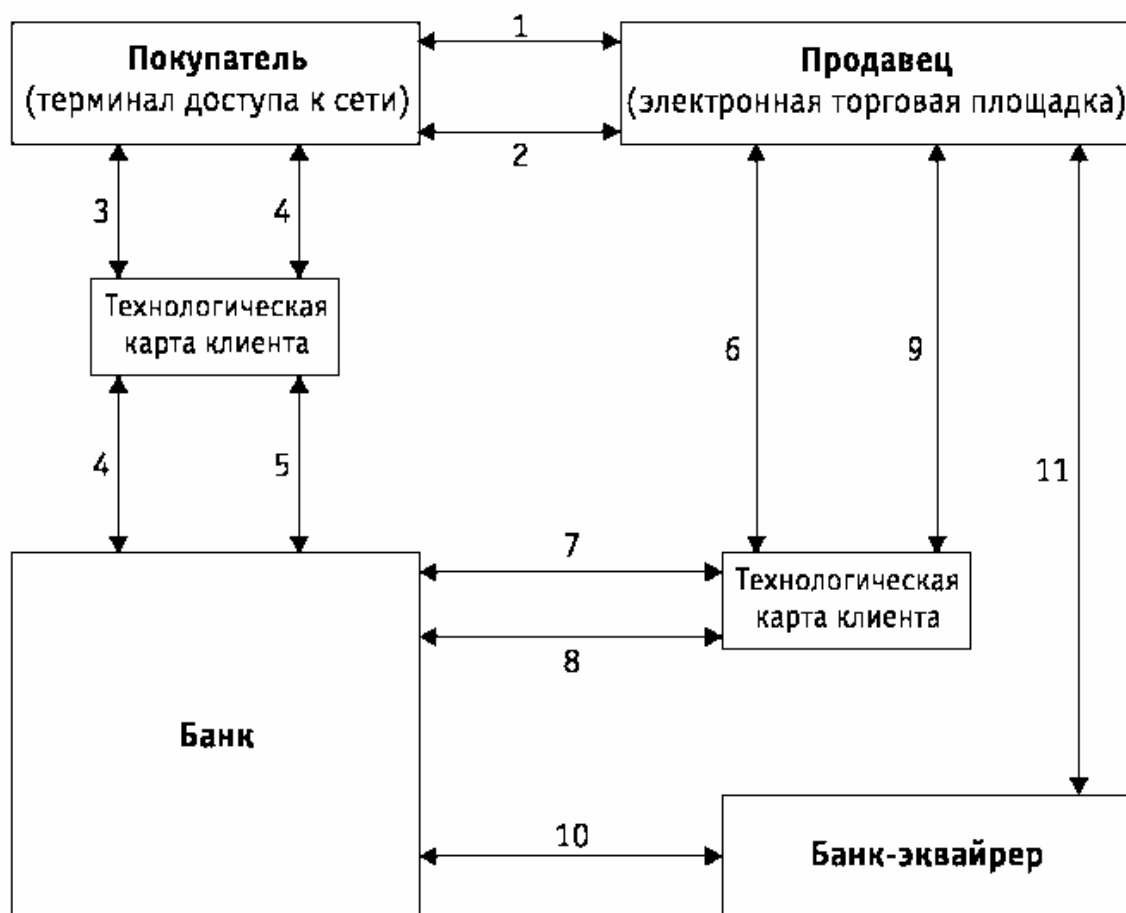 1
Покупатель
(терминал доступа к сети)
Продавец
(электронная торговая площадка)
2
3
4
Технологическая
карта клиента
6
9
4
5
11
7
Технологическая
карта клиента
8
Банк
10
Банк-эквайрер